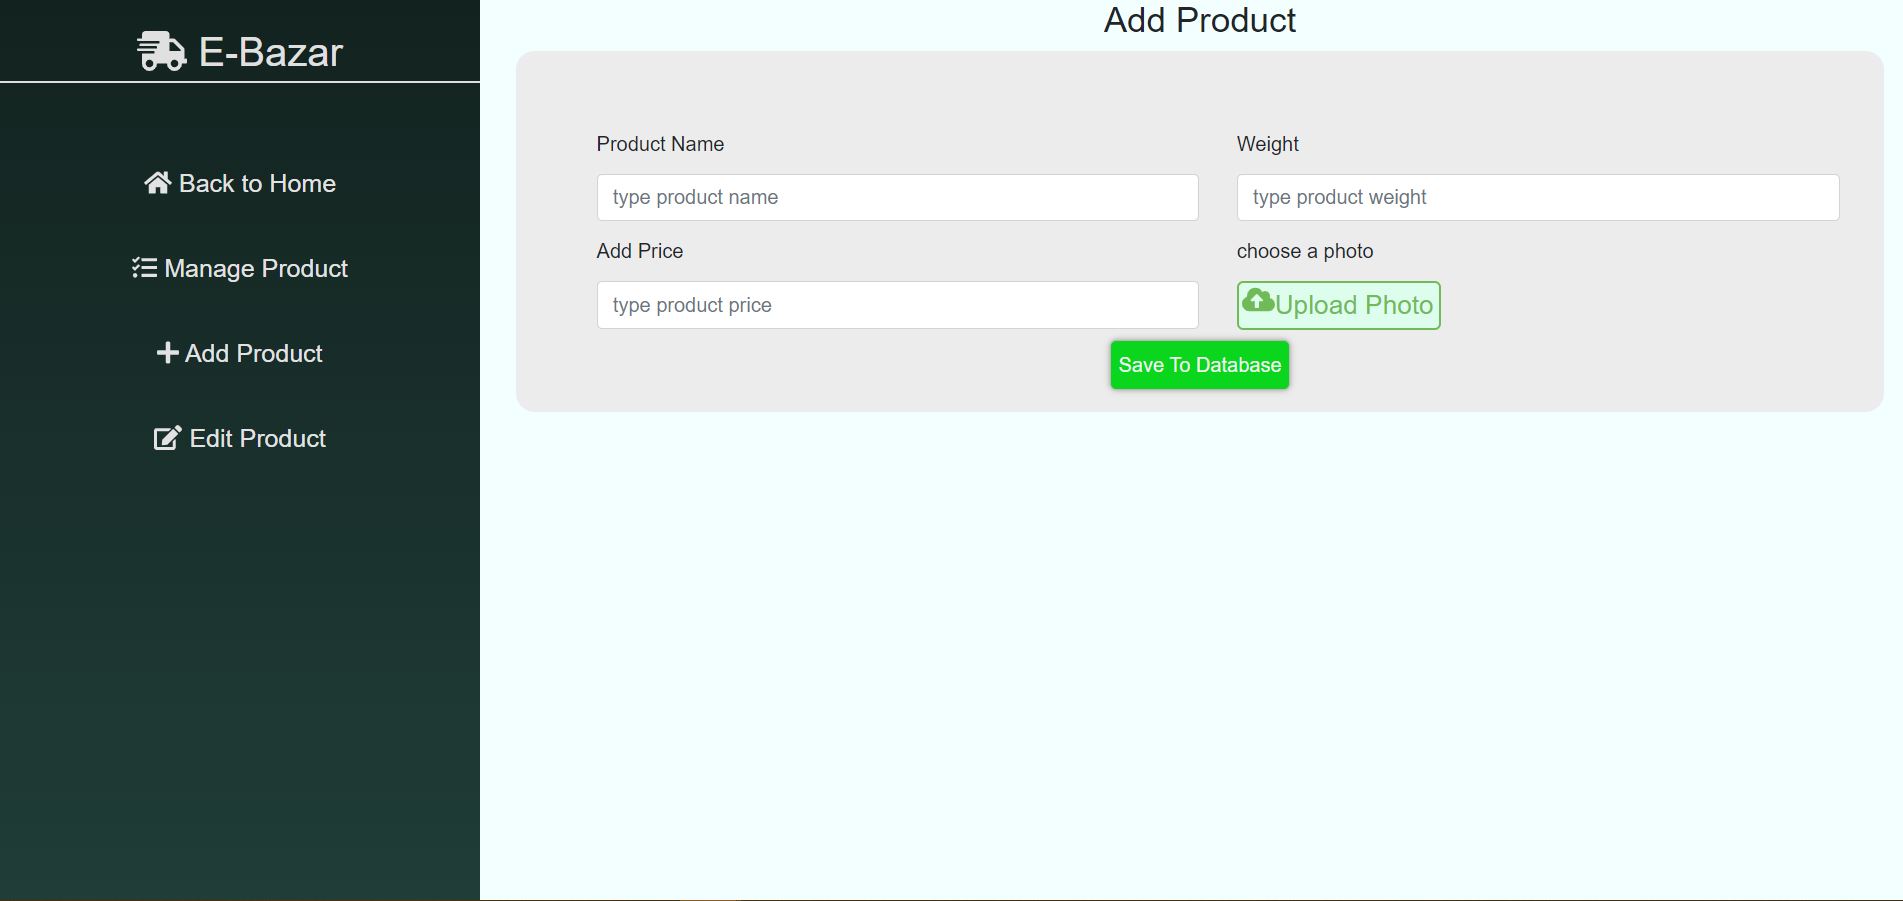 E-Bazar
Back to Home
Manage Product
Add Product
Edit Product
Add Product
Product Name
type product name
Weight
type product weight
Add Price
type product price
choose a photo
Upload Photo
Save To Database